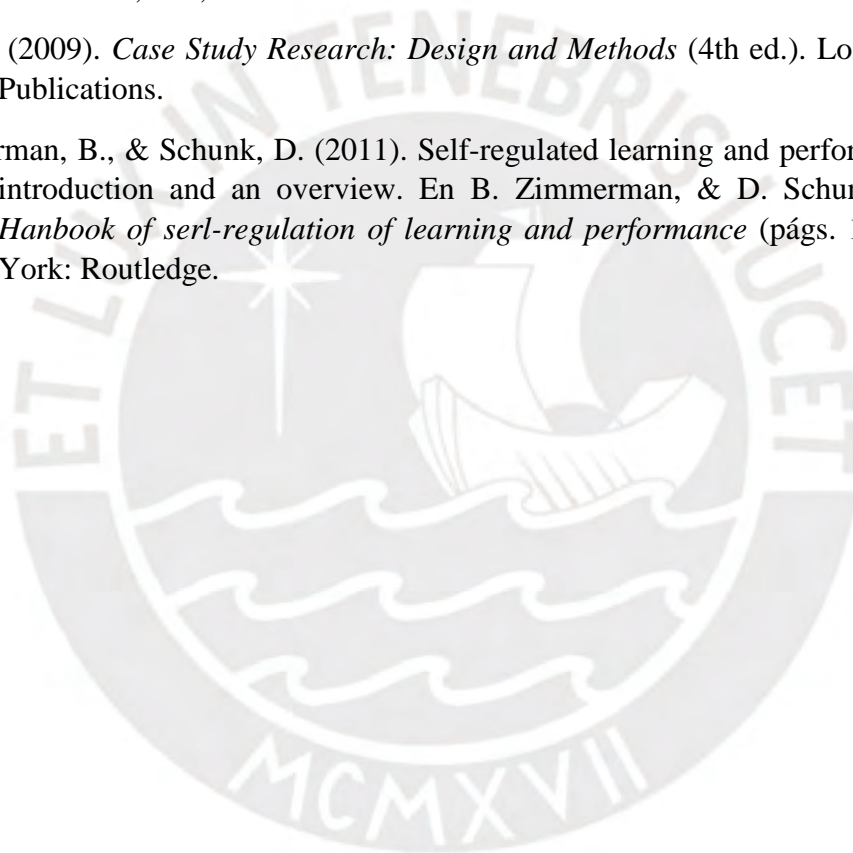 (2009). Case Study Research: Design and Methods (4th ed.). Lo
Publications.
rman, B., & Schunk, D. (2011). Self-regulated learning and perfor
introduction and an overview. En B. Zimmerman, & D. Schun
Hanbook of serl-regulation of learning and performance (págs. 1
York: Routledge.
ET LUX IN TENEBRIS LUCET
MCMXVII